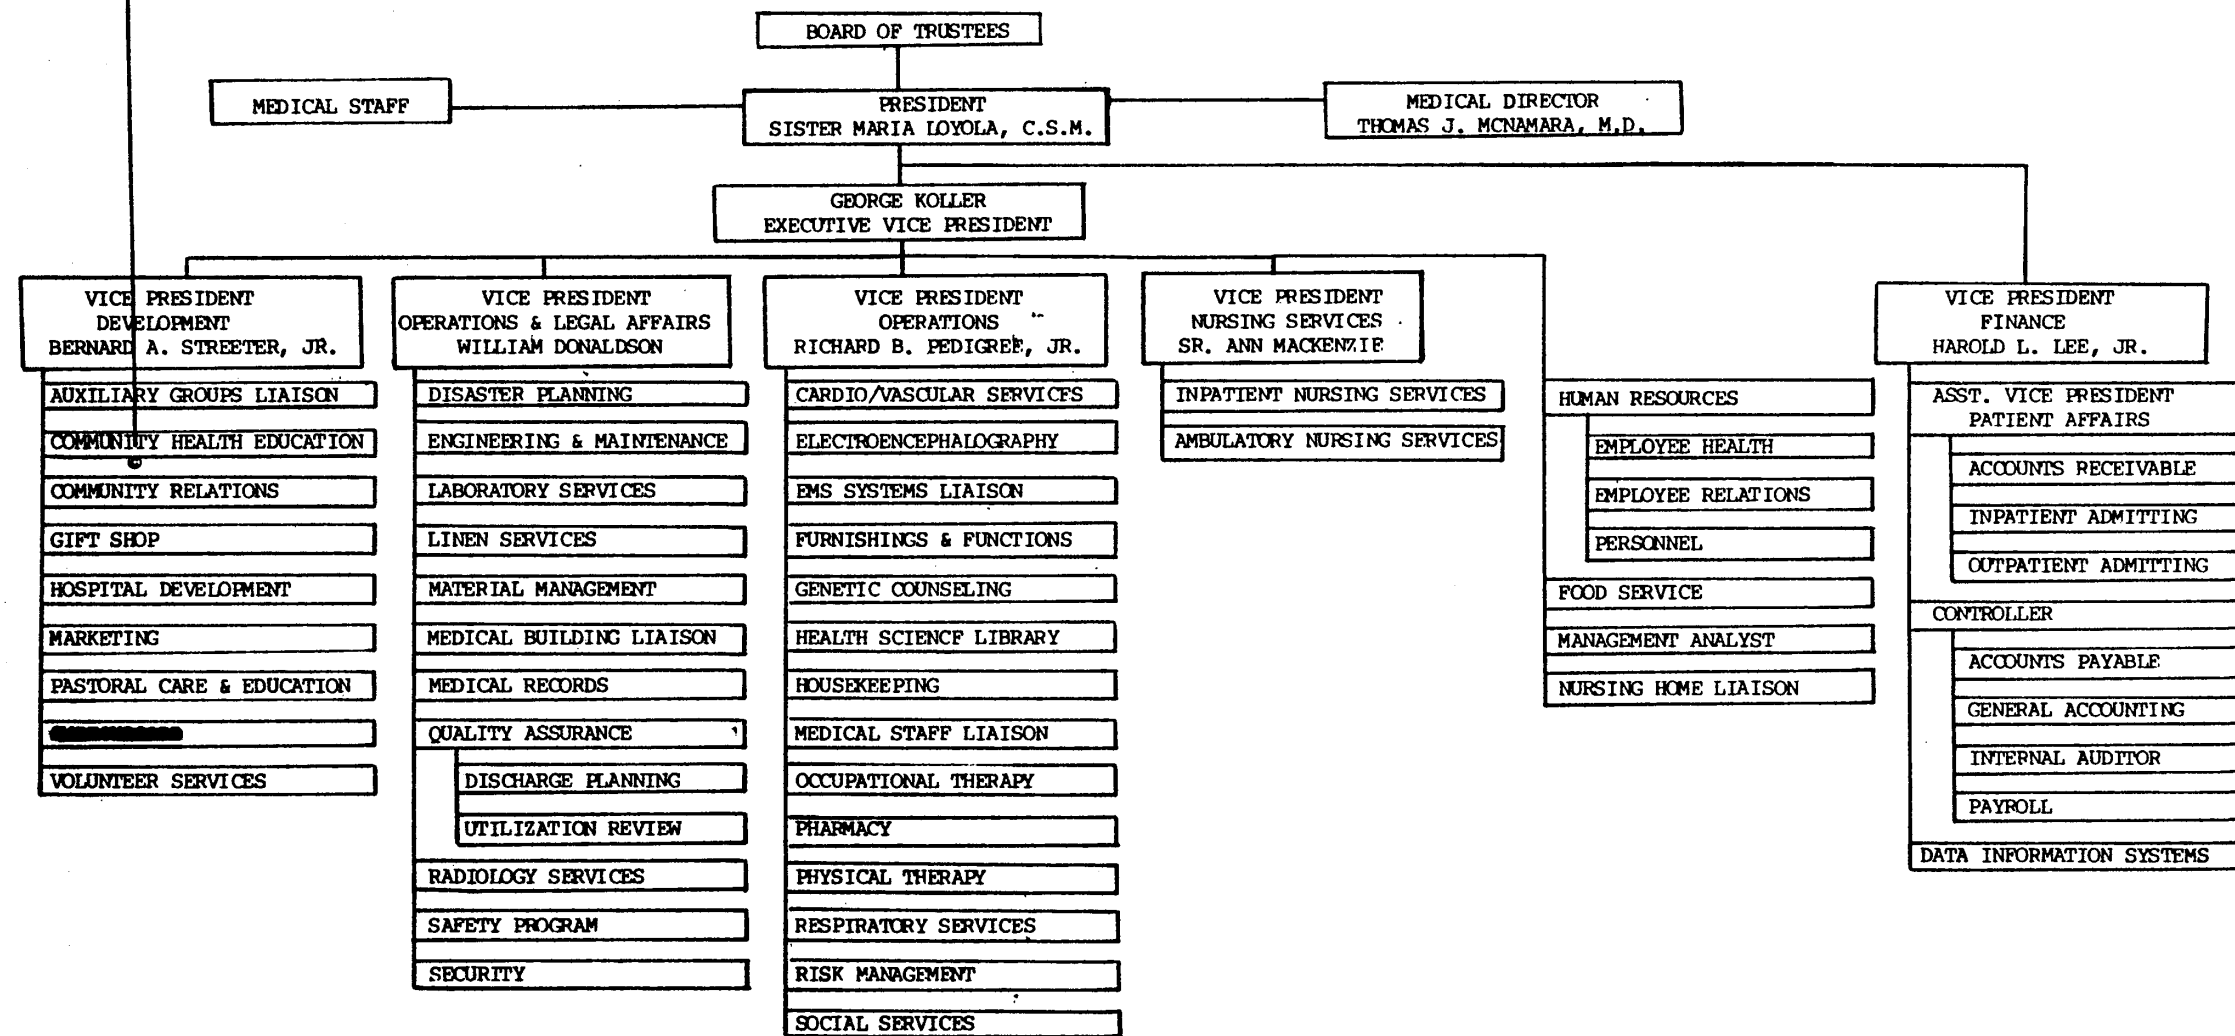 BOARD OF TRUSTEES
MEDICAL STAFF
PRESIDENT
SISTER MARIA LOYOLA, C.S.M.
MEDICAL DIRECTOR
THOMAS J. MCNAMARA, M.D.
GEORGE KOLLER
EXECUTIVE VICE PRESIDENT
VICE PRESIDENT
DEVELOPMENT
BERNARD A. STREETER, JR.
AUXILIARY GROUPS LIAISON
COMMUNITY HEALTH EDUCATION
COMMUNITY RELATIONS
GIFT SHOP
HOSPITAL DEVELOPMENT
MARKETING
PASTORAL CARE & EDUCATION
VOLUNTEER SERVICES
VICE PRESIDENT
OPERATIONS & LEGAL AFFAIRS
WILLIAM DONALDSON
DISASTER PLANNING
ENGINEERING & MAINTENANCE
LABORATORY SERVICES
LINEN SERVICES
MATERIAL MANAGEMENT
MEDICAL BUILDING LIAISON
MEDICAL RECORDS
QUALITY ASSURANCE
DISCHARGE PLANNING
UTILIZATION REVIEW
RADIOLOGY SERVICES
SAFETY PROGRAM
SECURITY
VICE PRESIDENT
OPERATIONS
RICHARD B. PEDIGREE, JR.
CARDIO/VASCULAR SERVICES
ELECTROENCEPHALOGRAPHY
EMS SYSTEMS LIAISON
FURNISHINGS & FUNCTIONS
GENETIC COUNSELING
HEALTH SCIENCE LIBRARY
HOUSEKEEPING
MEDICAL STAFF LIAISON
OCCUPATIONAL THERAPY
PHARMACY
PHYSICAL THERAPY
RESPIRATORY SERVICES
RISK MANAGEMENT
SOCIAL SERVICES
VICE PRESIDENT
NURSING SERVICES
SR. ANN MACKENZIE
INPATIENT NURSING SERVICES
AMBULATORY NURSING SERVICES
HUMAN RESOURCES
EMPLOYEE HEALTH
EMPLOYEE RELATIONS
PERSONNEL
FOOD SERVICE
MANAGEMENT ANALYST
NURSING HOME LIAISON
VICE PRESIDENT
FINANCE
HAROLD L. LEE, JR.
ASST. VICE PRESIDENT
PATIENT AFFAIRS
ACCOUNTS RECEIVABLE
INPATIENT ADMITTING
OUTPATIENT ADMITTING
CONTROLLER
ACCOUNTS PAYABLE
GENERAL ACCOUNTING
INTERNAL AUDITOR
PAYROLL
DATA INFORMATION SYSTEMS